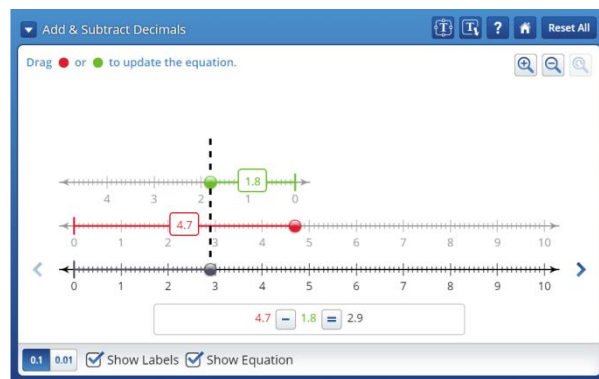 Add & Subtract Decimals
T T ? Reset All
Drag or to update the equation.
1.8
4 3 2 1 0
4.7
0 1 2 3 4 5 6 7 8 9 10
0 1 2 3 4 5 6 7 8 9 10
4.7 − 1.8 = 2.9
0.1 0.01 Show Labels Show Equation